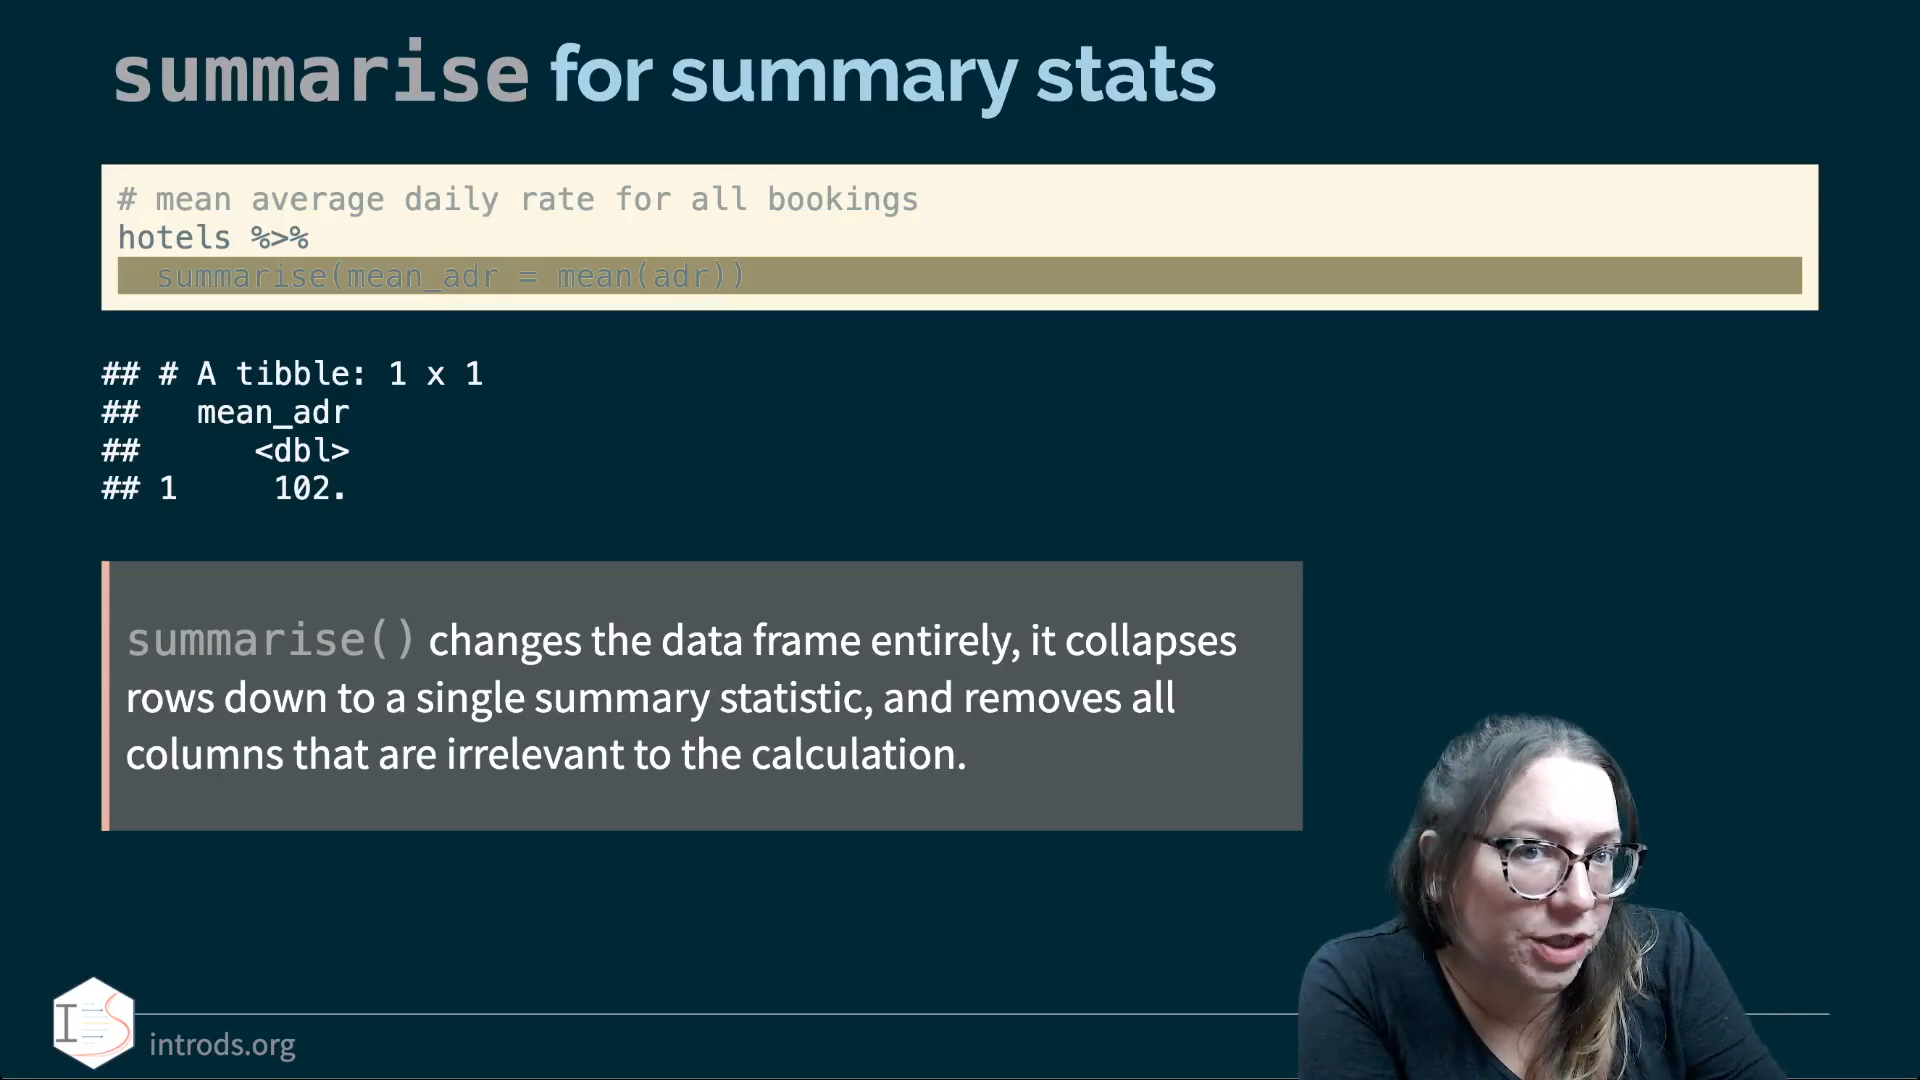 summarise for summary stats
# mean average daily rate for all bookings
hotels %>%
summarise(mean_adr = mean(adr))
## # A tibble: 1 x 1
## mean_adr
## <dbl>
## 1 102.
summarise() changes the data frame entirely, it collapses
rows down to a single summary statistic, and removes all
columns that are irrelevant to the calculation.
IS
introds.org